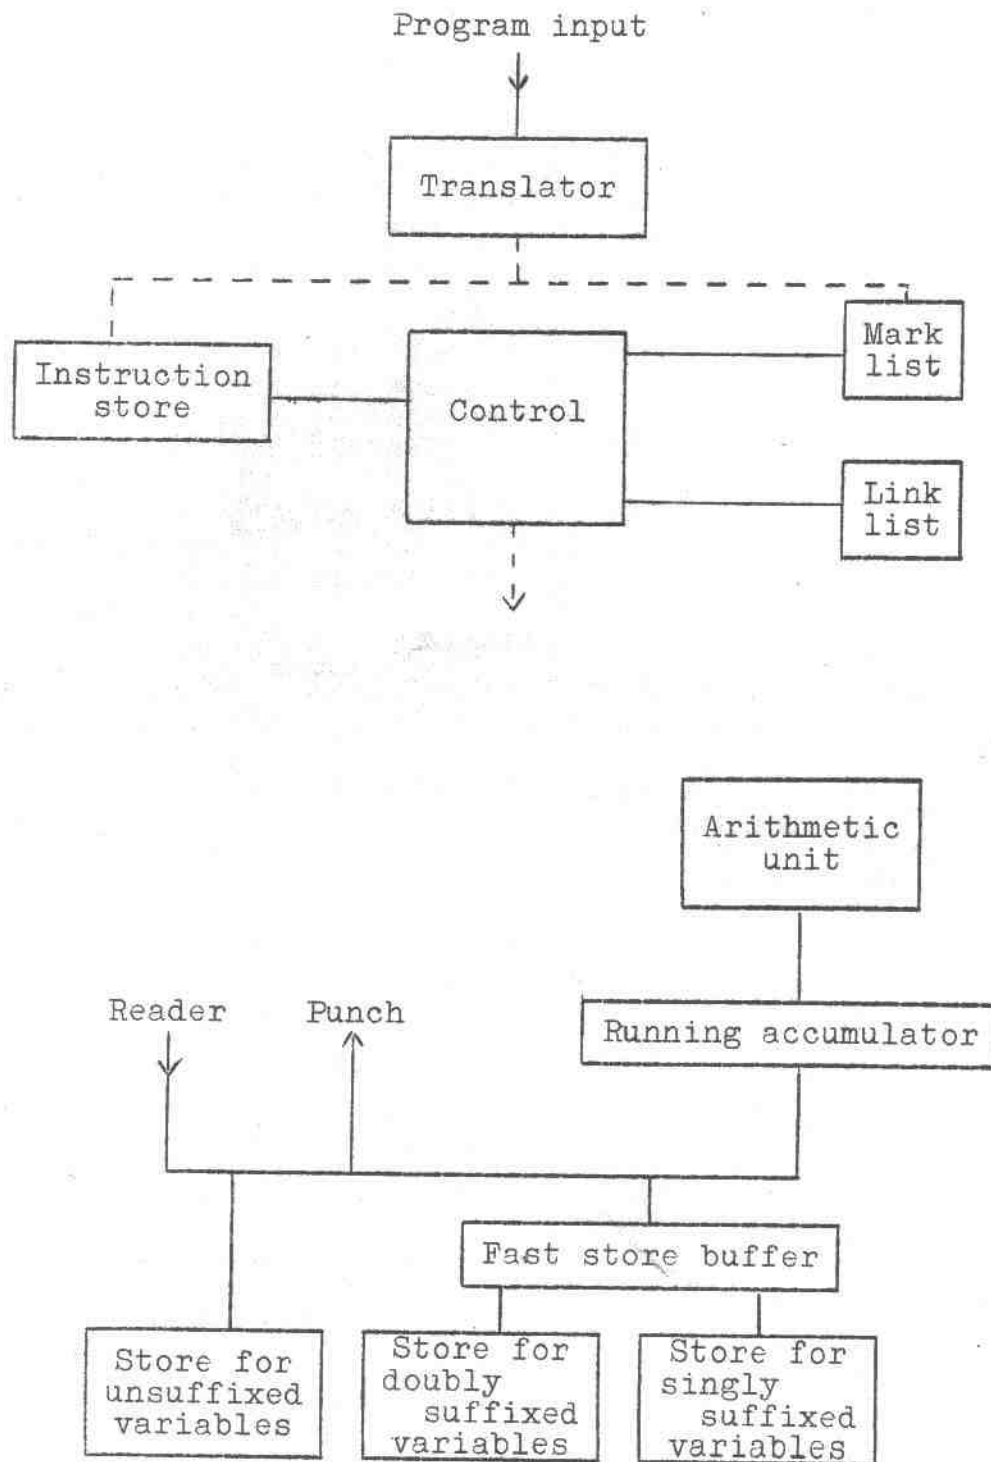 Program input
Translator
Instruction
store
Control
Mark
list
Link
list
Arithmetic
unit
Reader
Punch
Running accumulator
Fast store buffer
Store for
unsuffixed
variables
Store for
doubly
suffixed
variables
Store for
singly
suffixed
variables